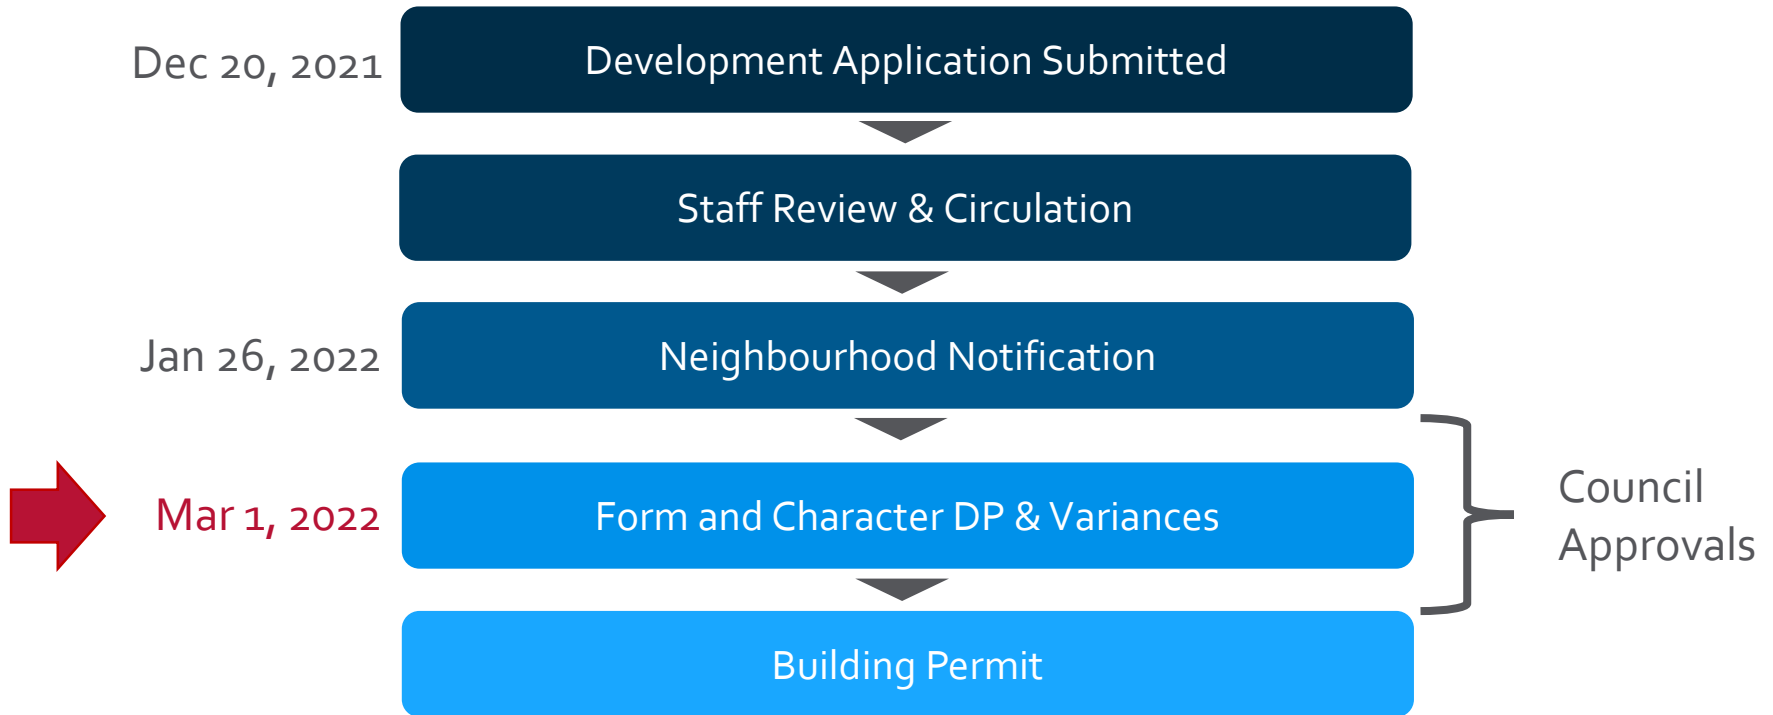 Dec 20, 2021
Development Application Submitted
Staff Review & Circulation
Jan 26, 2022
Neighbourhood Notification
Mar 1, 2022
Form and Character DP & Variances
Council
Approvals
Building Permit